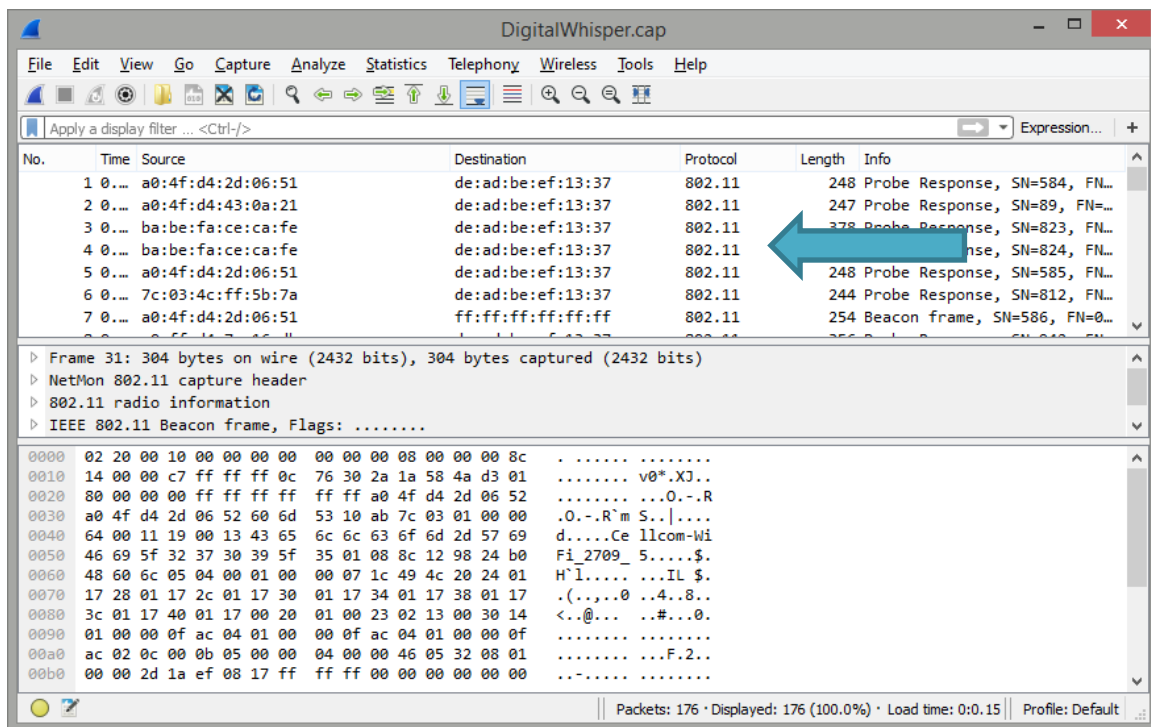 DigitalWhisper.cap
File Edit View Go Capture Analyze Statistics Telephony Wireless Tools Help
Apply a display filter ... <Ctrl-/> Expression... +
No. Time Source Destination Protocol Length Info
1 0.… a0:4f:d4:2d:06:51 de:ad:be:ef:13:37 802.11 248 Probe Response, SN=584, FN…
2 0.… a0:4f:d4:43:0a:21 de:ad:be:ef:13:37 802.11 247 Probe Response, SN=89, FN=…
3 0.… ba:be:fa:ce:ca:fe de:ad:be:ef:13:37 802.11 378 Probe Response, SN=823, FN…
4 0.… ba:be:fa:ce:ca:fe de:ad:be:ef:13:37 802.11 SN=824, FN…
5 0.… a0:4f:d4:2d:06:51 de:ad:be:ef:13:37 802.11 248 Probe Response, SN=585, FN…
6 0.… 7c:03:4c:ff:5b:7a de:ad:be:ef:13:37 802.11 244 Probe Response, SN=812, FN…
7 0.… a0:4f:d4:2d:06:51 ff:ff:ff:ff:ff:ff 802.11 254 Beacon frame, SN=586, FN=0…
Frame 31: 304 bytes on wire (2432 bits), 304 bytes captured (2432 bits)
NetMon 802.11 capture header
802.11 radio information
IEEE 802.11 Beacon frame, Flags: ........
0000 02 20 00 10 00 00 00 00 00 00 00 08 00 00 00 8c . ...... ........
0010 14 00 00 c7 ff ff ff 0c 76 30 2a 1a 58 4a d3 01 ........ v0*.XJ..
0020 80 00 00 00 ff ff ff ff ff ff a0 4f d4 2d 06 52 ........ ...O.-.R
0030 a0 4f d4 2d 06 52 60 6d 53 10 ab 7c 03 01 00 00 .O.-.R`m S..|....
0040 64 00 11 19 00 13 43 65 6c 6c 63 6f 6d 2d 57 69 d.....Ce llcom-Wi
0050 46 69 5f 32 37 30 39 5f 35 01 08 8c 12 98 24 b0 Fi_2709_ 5.....$.
0060 48 60 6c 05 04 00 01 00 00 07 1c 49 4c 20 24 01 H`l..... ...IL $.
0070 17 28 01 17 2c 01 17 30 01 17 34 01 17 38 01 17 .(..,..0 ..4..8..
0080 3c 01 17 40 01 17 00 20 01 00 23 02 13 00 30 14 <..@... ..#...0.
0090 01 00 00 0f ac 04 01 00 00 0f ac 04 01 00 00 0f ........ ........
00a0 ac 02 0c 00 0b 05 00 00 04 00 00 46 05 32 08 01 ........ ...F.2..
00b0 00 00 2d 1a ef 08 17 ff ff ff 00 00 00 00 00 00 ..-..... ........
Packets: 176 · Displayed: 176 (100.0%) · Load time: 0:0.15 Profile: Default